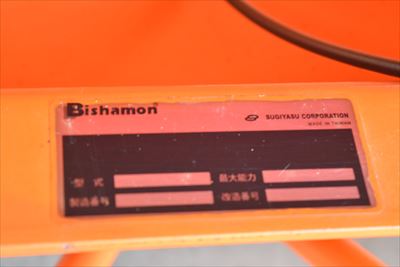 Bishamon
SUGIYASU CORPORATION
MADE IN TAIWAN
型式 最大能力
製造番号 改造番号